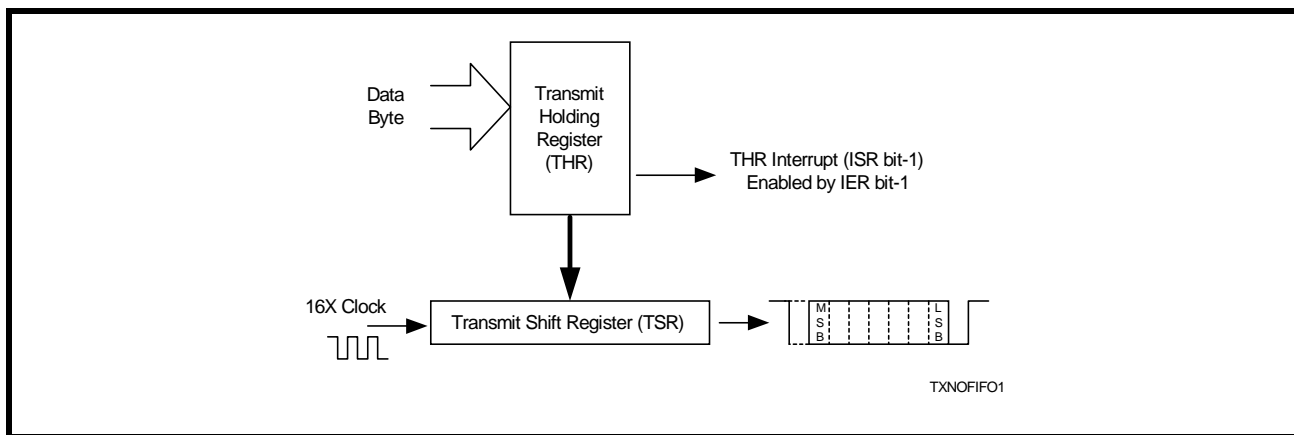 Data
Byte
Transmit
Holding
Register
(THR)
THR Interrupt (ISR bit-1)
Enabled by IER bit-1
16X Clock
Transmit Shift Register (TSR)
M
S
B
L
S
B
TXNOFIFO1